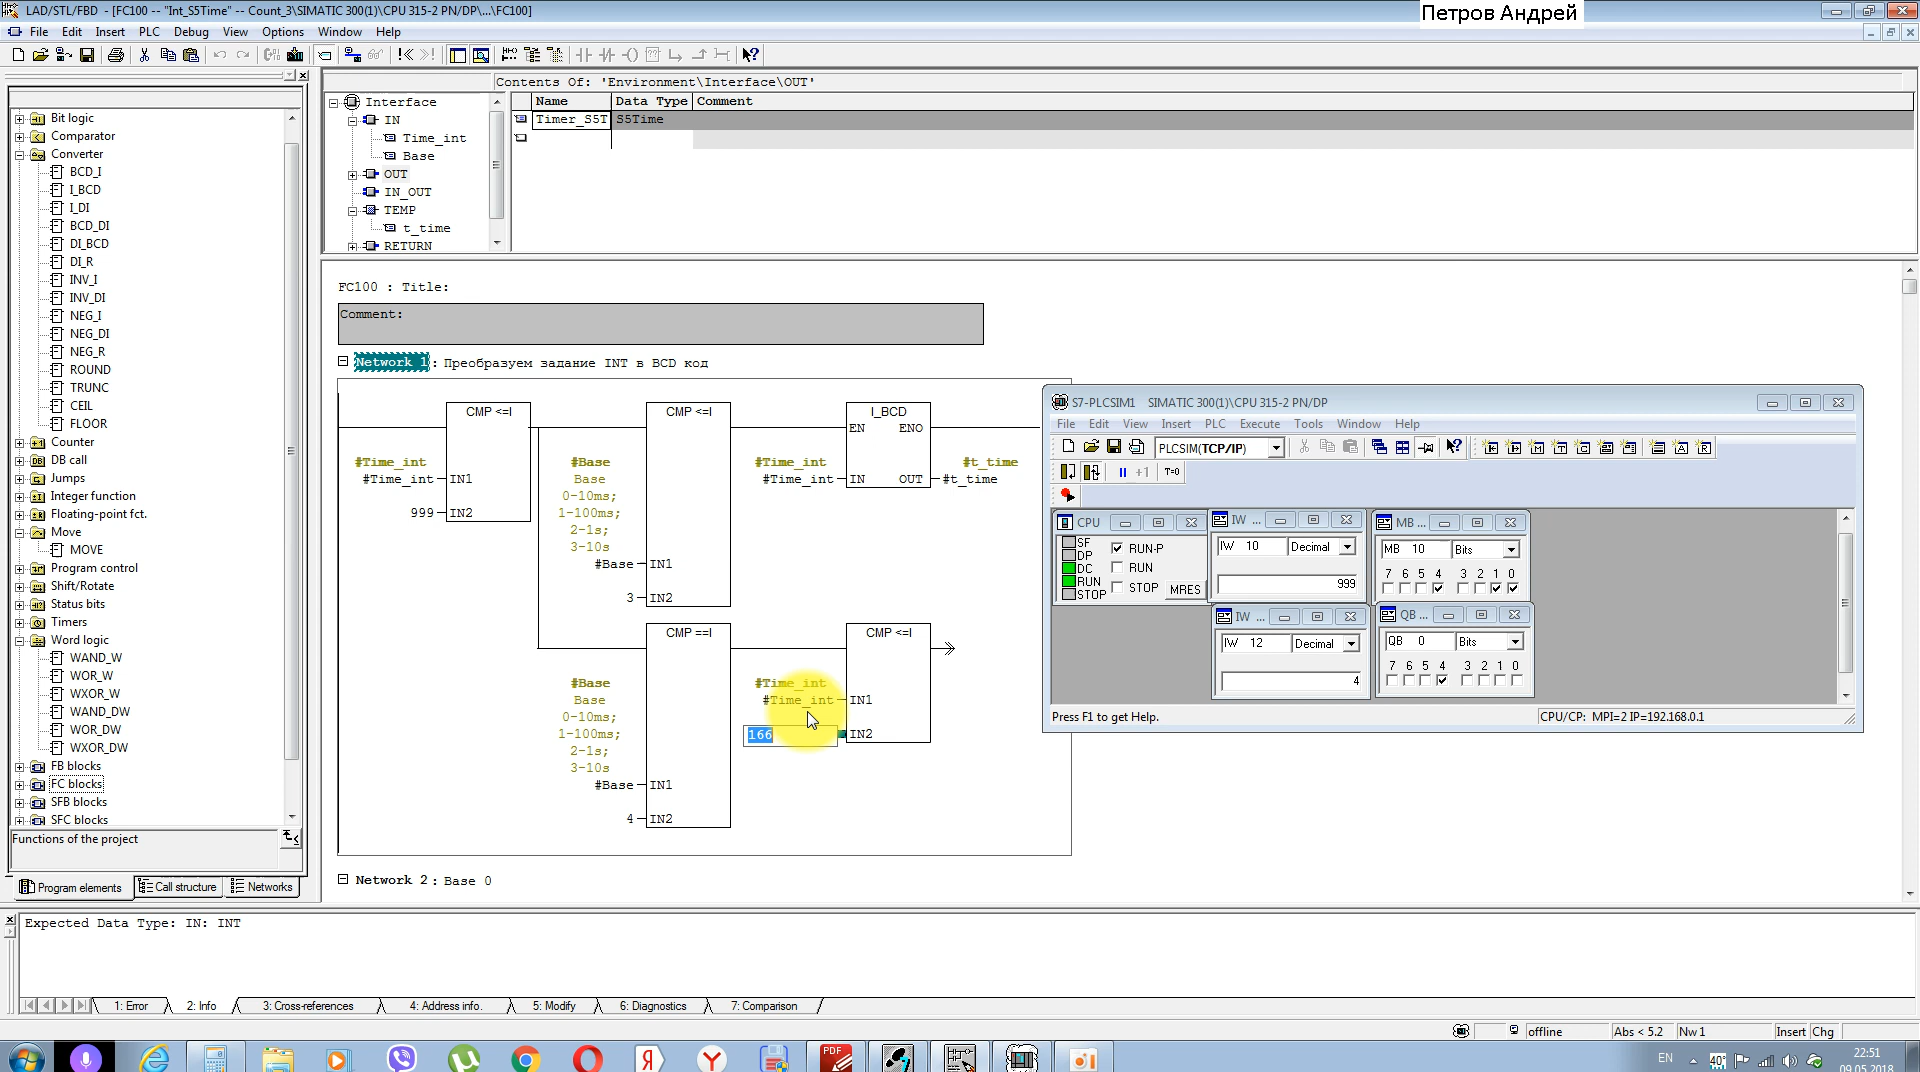 LAD/STL/FBD - [FC100 -- "Int_S5Time" -- Count_3\SIMATIC 300(1)\CPU 315-2 PN/DP\...\FC100]
Петров Андрей
File Edit Insert PLC Debug View Options Window Help
Contents Of: 'Environment\Interface\OUT'
Interface
IN
Time_int
Base
OUT
IN_OUT
TEMP
t_time
RETURN
Name Data Type Comment
Timer_S5T S5Time
Bit logic
Comparator
Converter
BCD_I
I_BCD
I_DI
BCD_DI
DI_BCD
DI_R
INV_I
INV_DI
NEG_I
NEG_DI
NEG_R
ROUND
TRUNC
CEIL
FLOOR
Counter
DB call
Jumps
Integer function
Floating-point fct.
Move
MOVE
Program control
Shift/Rotate
Status bits
Timers
Word logic
WAND_W
WOR_W
WXOR_W
WAND_DW
WOR_DW
WXOR_DW
FB blocks
FC blocks
SFB blocks
SFC blocks
Functions of the project
Program elements Call structure Networks
FC100 : Title:
Comment:
Network 1: Преобразуем задание INT в BCD код
CMP <=I
#Time_int
#Time_int IN1
999 IN2
CMP <=I
#Base
Base
0-10ms;
1-100ms;
2-1s;
3-10s
#Base IN1
3 IN2
I_BCD
EN ENO
#Time_int
#Time_int IN OUT
#t_time
#t_time
CMP ==I
#Base
Base
0-10ms;
1-100ms;
2-1s;
3-10s
#Base IN1
4 IN2
CMP <=I
#Time_int
#Time_int IN1
166 IN2
Network 2: Base 0
S7-PLCSIM1 SIMATIC 300(1)\CPU 315-2 PN/DP
File Edit View Insert PLC Execute Tools Window Help
PLCSIM(TCP/IP)
+1 T=0
CPU
SF
DP
DC
RUN
STOP
RUN-P
RUN
STOP MRES
IW ...
IW 10 Decimal
999
MB ...
MB 10 Bits
7 6 5 4 3 2 1 0
IW ...
IW 12 Decimal
4
QB ...
QB 0 Bits
7 6 5 4 3 2 1 0
Press F1 to get Help. CPU/CP: MPI=2 IP=192.168.0.1
Expected Data Type: IN: INT
1: Error 2: Info 3: Cross-references 4: Address info. 5: Modify 6: Diagnostics 7: Comparison
offline Abs < 5.2 Nw 1 Insert Chg
PDF
Я
Y
EN 40° 22:51
09.05.2018